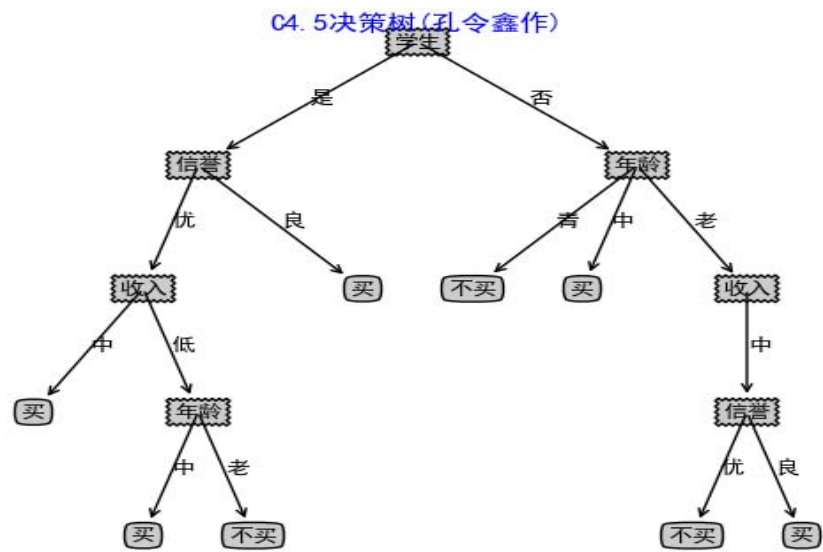 C4.5决策树(孔令鑫作)
学生
是
否
信誉
年龄
优
良
青
中
老
收入
买
不买
买
收入
中
低
中
买
年龄
信誉
中
老
优
良
买
不买
不买
买